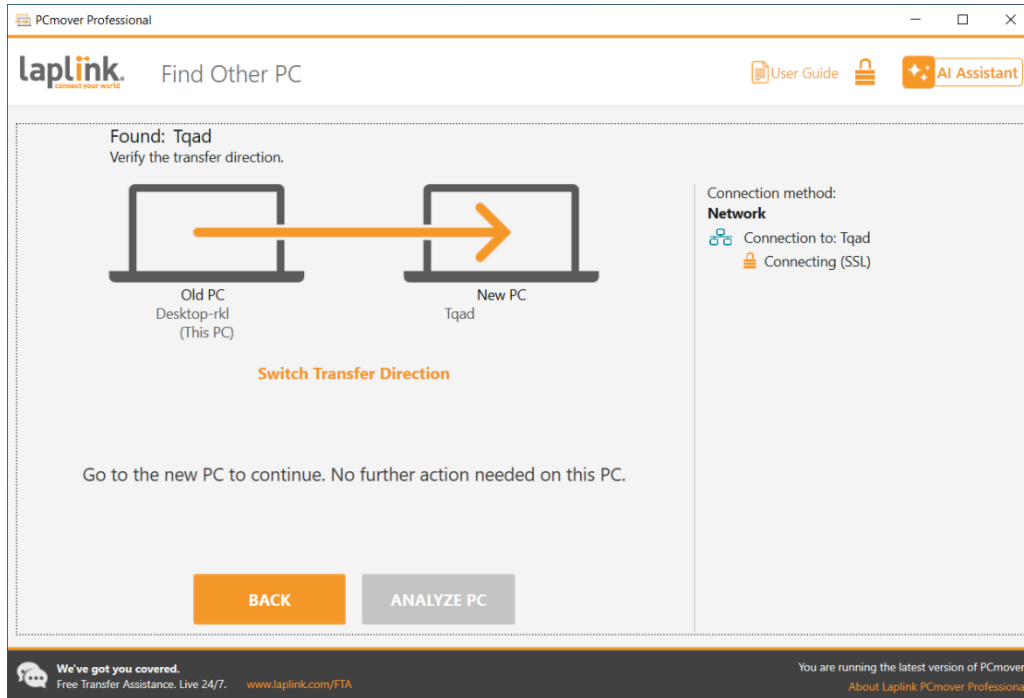 PCmover Professional
laplink.
connect your world
Find Other PC
User Guide
AI Assistant
Found: Tqad
Verify the transfer direction.
Old PC
Desktop-rkl
(This PC)
New PC
Tqad
Switch Transfer Direction
Go to the new PC to continue. No further action needed on this PC.
BACK
ANALYZE PC
Connection method:
Network
Connection to: Tqad
Connecting (SSL)
We've got you covered.
Free Transfer Assistance. Live 24/7. www.laplink.com/FTA
You are running the latest version of PCmover
About Laplink PCmover Professiona